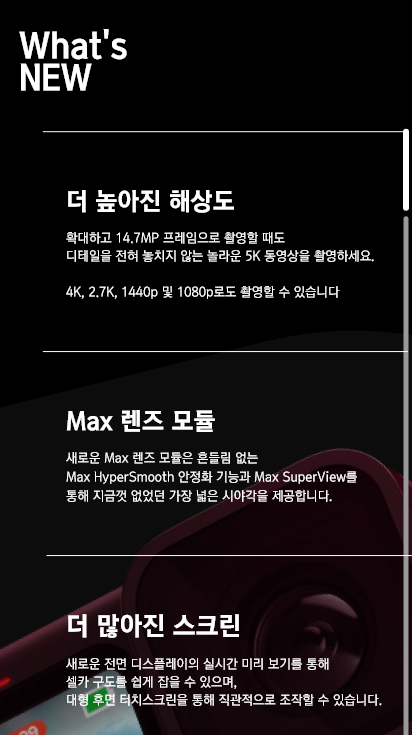 What's
NEW
더 높아진 해상도
확대하고 14.7MP 프레임으로 촬영할 때도
디테일을 전혀 놓치지 않는 놀라운 5K 동영상을 촬영하세요.
4K, 2.7K, 1440p 및 1080p로도 촬영할 수 있습니다
Max 렌즈 모듈
새로운 Max 렌즈 모듈은 흔들림 없는
Max HyperSmooth 안정화 기능과 Max SuperView를
통해 지금껏 없었던 가장 넓은 시야각을 제공합니다.
더 많아진 스크린
새로운 전면 디스플레이의 실시간 미리 보기를 통해
셀카 구도를 쉽게 잡을 수 있으며,
대형 후면 터치스크린을 통해 직관적으로 조작할 수 있습니다.